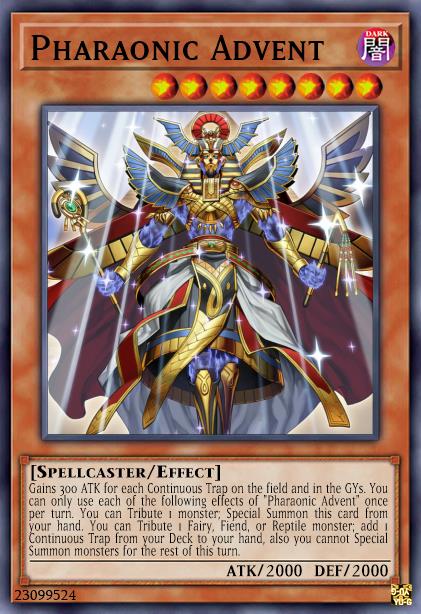 Pharaonic Advent
DARK
闇
[Spellcaster/Effect]
Gains 300 ATK for each Continuous Trap on the field and in the GYs. You
can only use each of the following effects of "Pharaonic Advent" once
per turn. You can Tribute 1 monster; Special Summon this card from
your hand. You can Tribute 1 Fairy, Fiend, or Reptile monster; add 1
Continuous Trap from your Deck to your hand, also you cannot Special
Summon monsters for the rest of this turn.
ATK/2000 DEF/2000
23099524